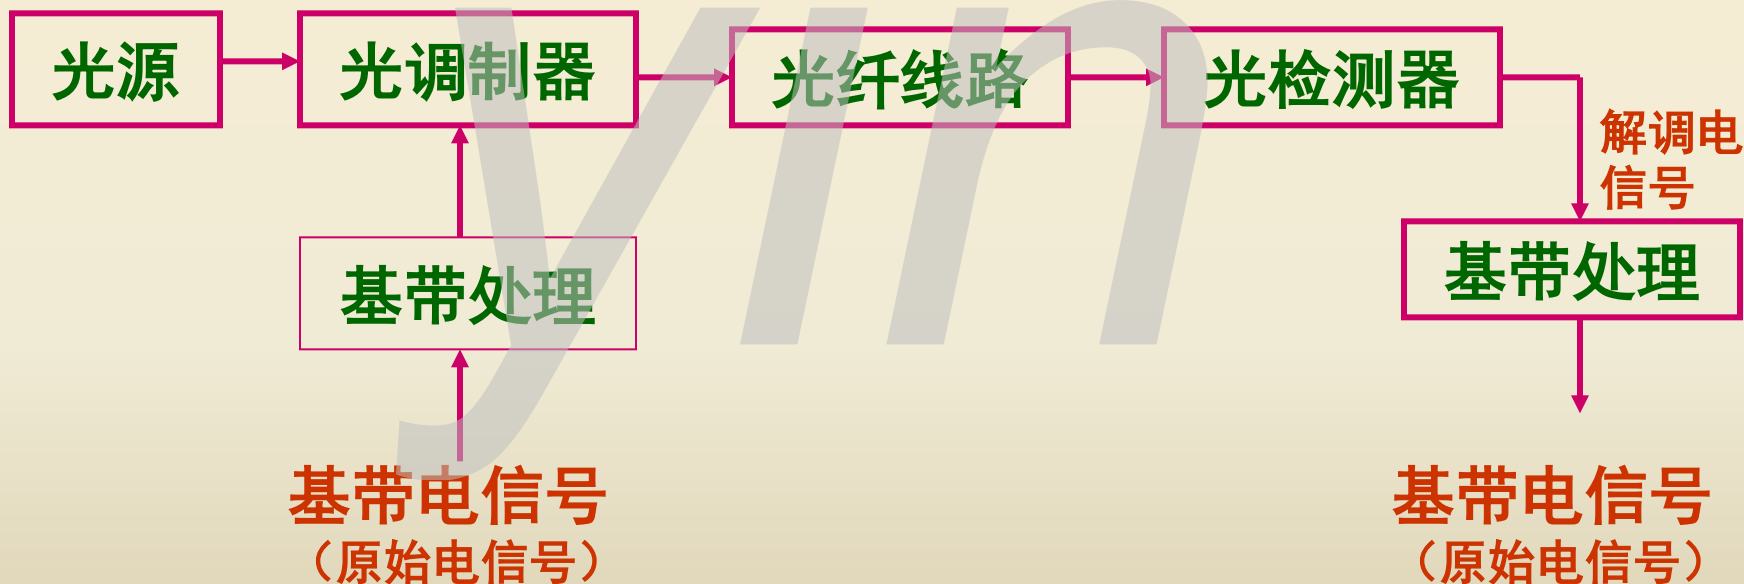 光源
光调制器
光纤线路
光检测器
解调电
信号
基带处理
基带处理
基带电信号
（原始电信号）
基带电信号
（原始电信号）
yin